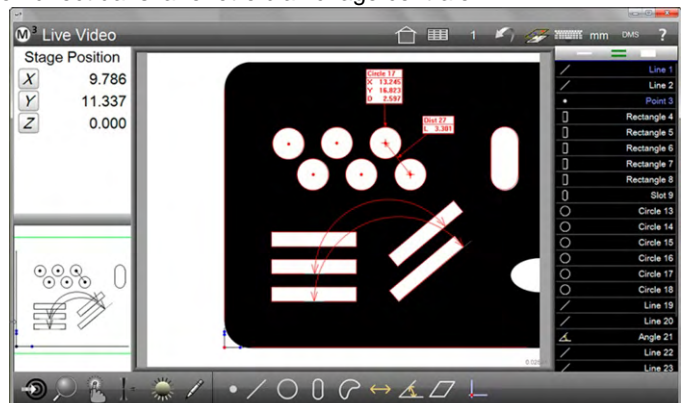 M³ Live Video
1
mm
DMS
?
Stage Position
X 9.786
Y 11.337
Z 0.000
Circle 17
X 13.245
Y 16.823
D 2.597
Dist 27
L 3.301
Line 1
Line 2
Point 3
Rectangle 4
Rectangle 5
Rectangle 6
Rectangle 7
Rectangle 8
Slot 9
Circle 13
Circle 14
Circle 15
Circle 16
Circle 17
Circle 18
Line 19
Line 20
Angle 21
Line 22
Line 23